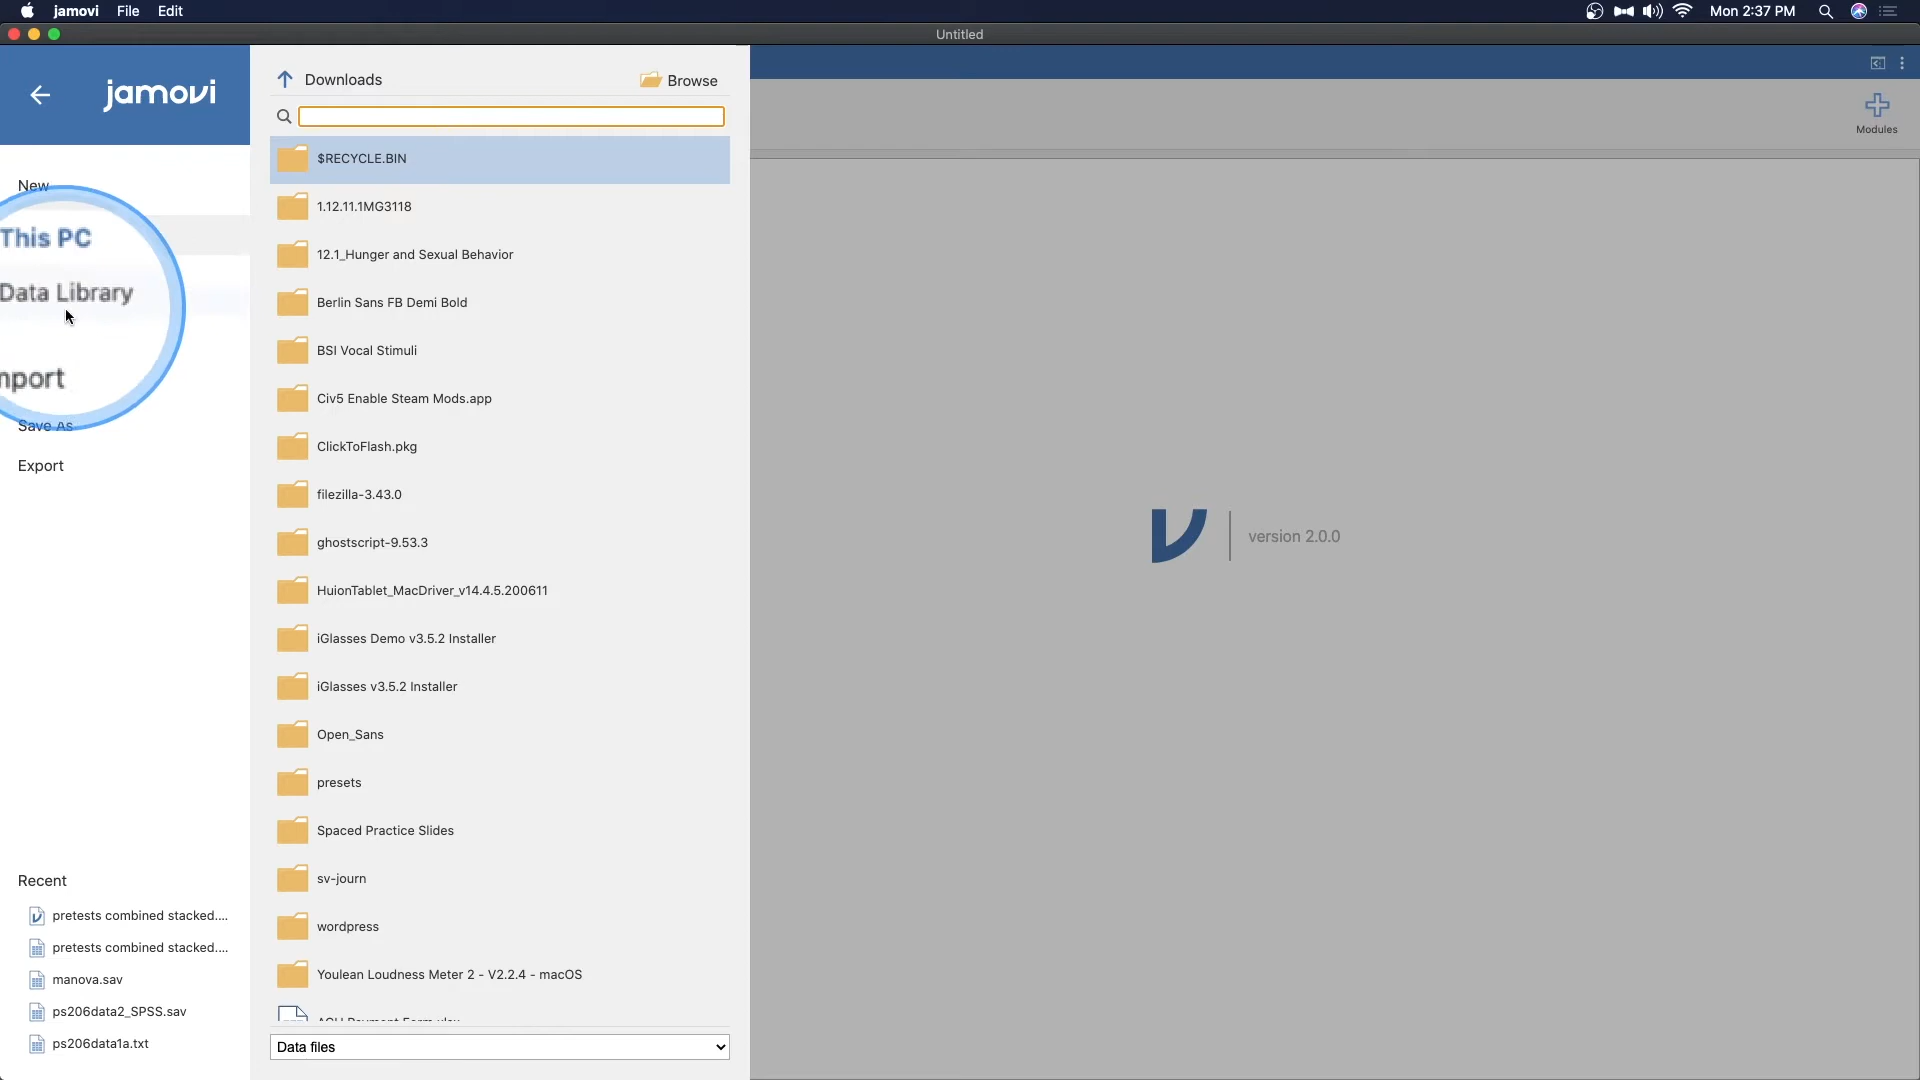 jamovi File Edit Mon 2:37 PM
Untitled
jamovi
Downloads Browse
Modules
New
This PC
Data Library
Save As
Export
$RECYCLE.BIN
1.12.11.1MG3118
12.1_Hunger and Sexual Behavior
Berlin Sans FB Demi Bold
BSI Vocal Stimuli
Civ5 Enable Steam Mods.app
ClickToFlash.pkg
filezilla-3.43.0
ghostscript-9.53.3
HuionTablet_MacDriver_v14.4.5.200611
iGlasses Demo v3.5.2 Installer
iGlasses v3.5.2 Installer
Open_Sans
presets
Spaced Practice Slides
sv-journ
wordpress
Youlean Loudness Meter 2 - V2.2.4 - macOS
Data files
version 2.0.0
Recent
pretests combined stacked....
pretests combined stacked....
manova.sav
ps206data2_SPSS.sav
ps206data1a.txt